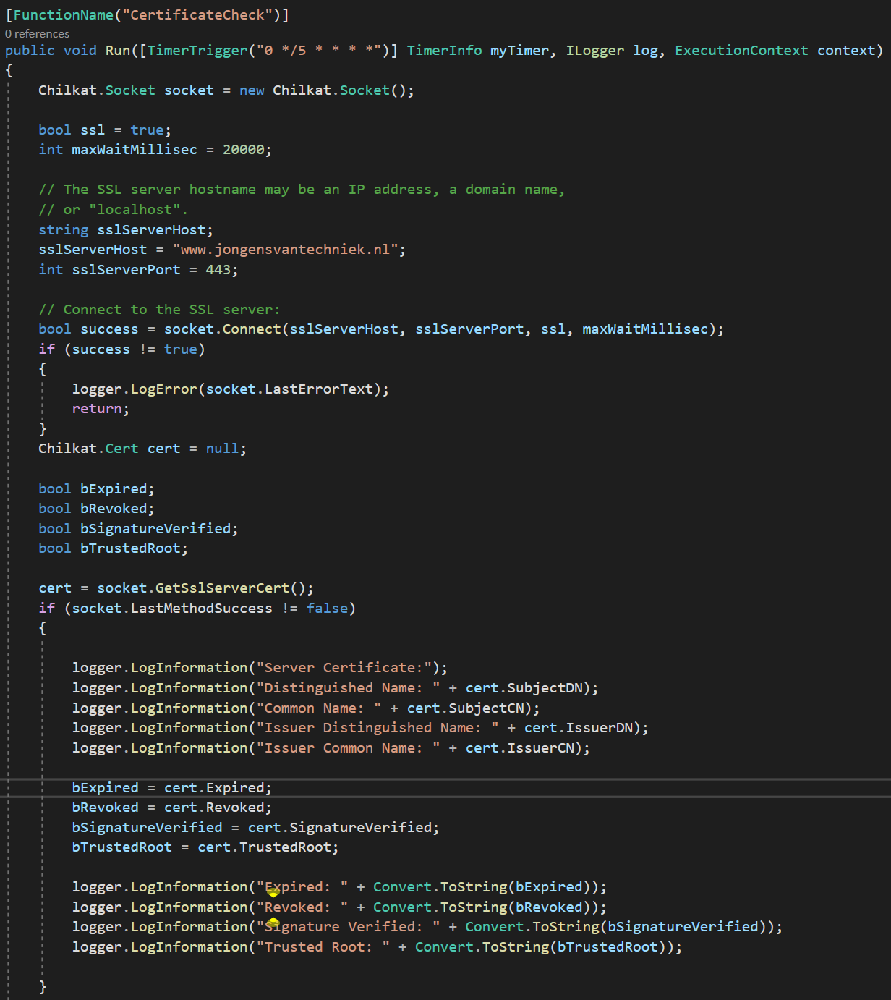 [FunctionName("CertificateCheck")]
0 references
public void Run([TimerTrigger("0 */5 * * * *")] TimerInfo myTimer, ILogger log, ExecutionContext context)
{
Chilkat.Socket socket = new Chilkat.Socket();
bool ssl = true;
int maxWaitMillisec = 20000;
// The SSL server hostname may be an IP address, a domain name,
// or "localhost".
string sslServerHost;
sslServerHost = "www.jongensvantechniek.nl";
int sslServerPort = 443;
// Connect to the SSL server:
bool success = socket.Connect(sslServerHost, sslServerPort, ssl, maxWaitMillisec);
if (success != true)
{
logger.LogError(socket.LastErrorText);
return;
}
Chilkat.Cert cert = null;
bool bExpired;
bool bRevoked;
bool bSignatureVerified;
bool bTrustedRoot;
cert = socket.GetSslServerCert();
if (socket.LastMethodSuccess != false)
{
logger.LogInformation("Server Certificate:");
logger.LogInformation("Distinguished Name: " + cert.SubjectDN);
logger.LogInformation("Common Name: " + cert.SubjectCN);
logger.LogInformation("Issuer Distinguished Name: " + cert.IssuerDN);
logger.LogInformation("Issuer Common Name: " + cert.IssuerCN);
bExpired = cert.Expired;
bRevoked = cert.Revoked;
bSignatureVerified = cert.SignatureVerified;
bTrustedRoot = cert.TrustedRoot;
logger.LogInformation("Expired: " + Convert.ToString(bExpired));
logger.LogInformation("Revoked: " + Convert.ToString(bRevoked));
logger.LogInformation("Signature Verified: " + Convert.ToString(bSignatureVerified));
logger.LogInformation("Trusted Root: " + Convert.ToString(bTrustedRoot));
}